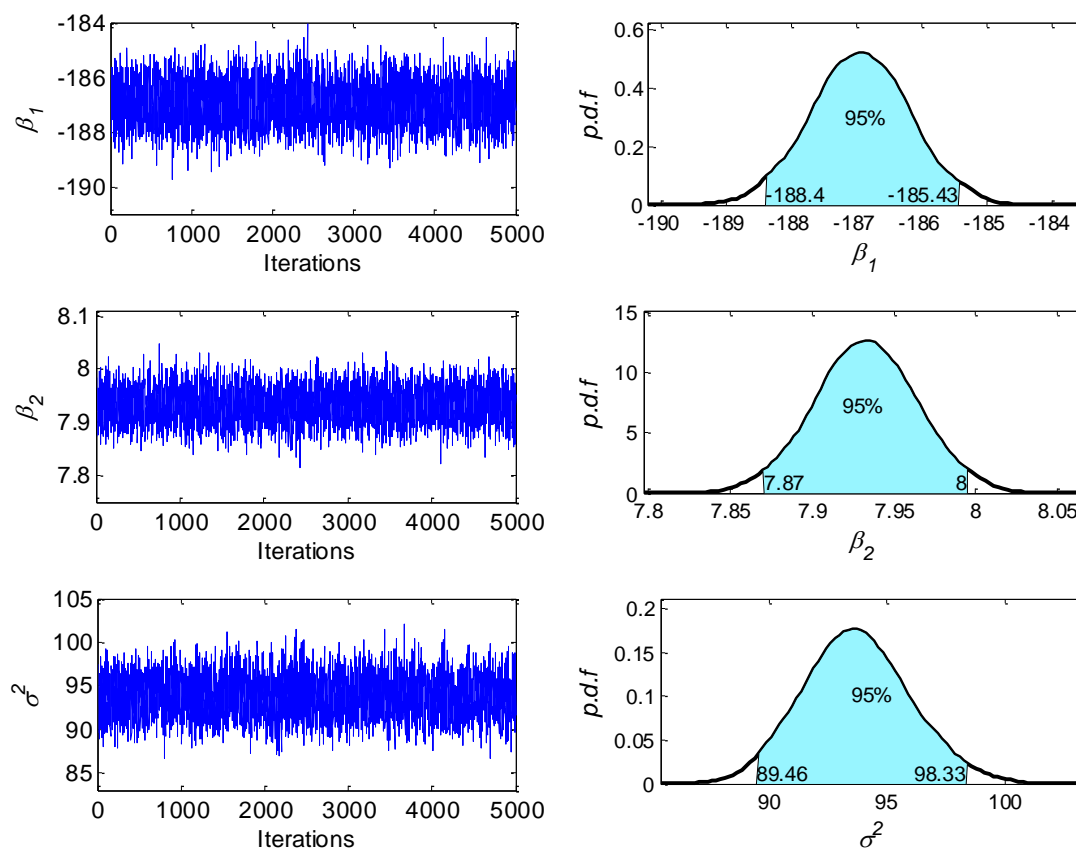 -184
-186
-188
-190
β1
0 1000 2000 3000 4000 5000
Iterations
0.6
0.4
0.2
0
p.d.f
95%
-188.4 -185.43
-190 -189 -188 -187 -186 -185 -184
β1
8.1
8
7.9
7.8
β2
0 1000 2000 3000 4000 5000
Iterations
15
10
5
0
p.d.f
95%
7.87 8
7.8 7.85 7.9 7.95 8 8.05
β2
105
100
95
90
85
σ2
0 1000 2000 3000 4000 5000
Iterations
0.2
0.15
0.1
0.05
0
p.d.f
95%
89.46 98.33
90 95 100
σ2